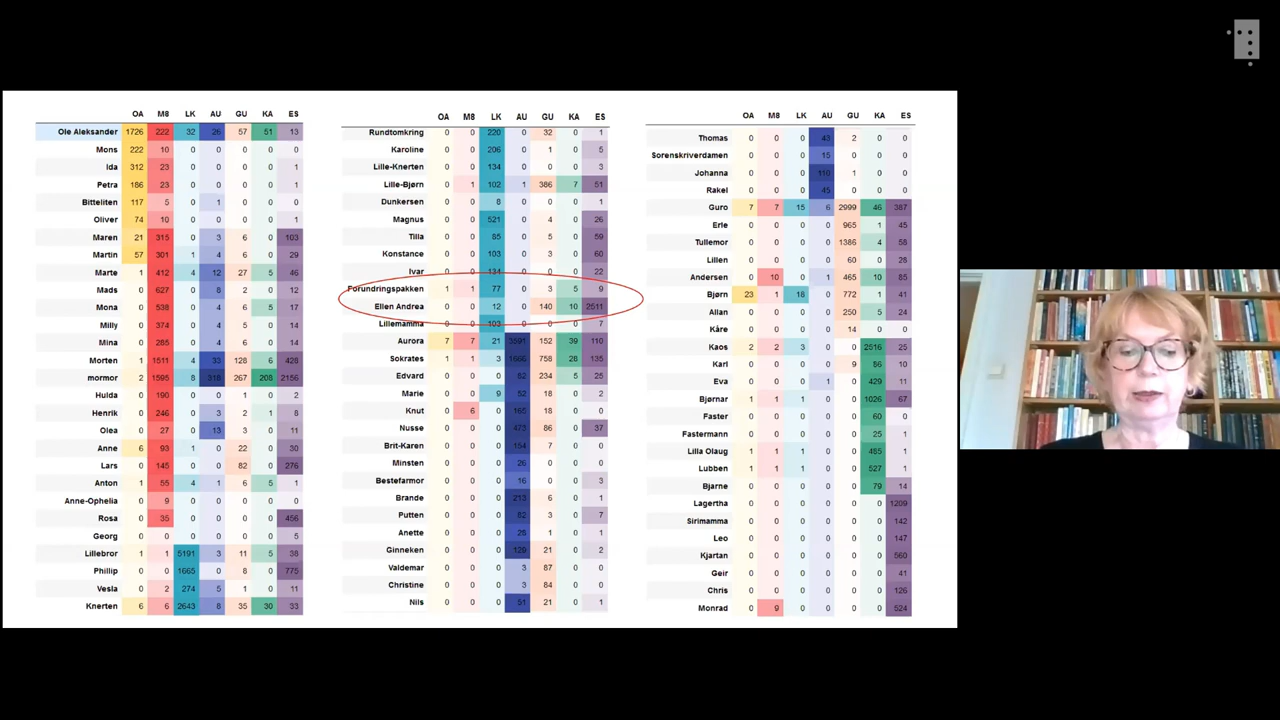 OA M8 LK AU GU KA ES
Ole Aleksander 1726 222 32 26 57 51 13
Mons 222 10 0 0 0 0 0
Ida 312 23 0 0 0 0 1
Petra 186 23 0 0 0 0 1
Bitteliten 117 5 0 1 0 0 0
Oliver 74 10 0 0 0 0 1
Maren 21 315 0 3 6 0 103
Martin 57 301 1 4 6 0 29
Marte 1 412 4 12 27 5 46
Mads 0 627 0 8 2 0 12
Mona 0 538 0 4 6 5 17
Milly 0 374 0 4 6 5 14
Mina 0 285 0 4 6 5 14
Morten 1 1511 4 33 128 6 428
mormor 2 1595 8 318 267 208 2156
Hulda 0 190 0 0 1 0 2
Henrik 0 246 0 3 2 1 8
Olea 0 27 0 13 3 0 11
Anne 6 93 1 0 22 0 30
Lars 0 145 0 0 82 0 276
Anton 1 55 4 1 6 5 1
Anne-Ophelia 0 9 0 0 0 0 0
Rosa 0 35 0 0 0 0 456
Georg 0 0 0 0 0 0 5
Lillebror 1 1 5191 3 11 5 38
Phillip 0 0 1665 0 8 0 775
Vesla 0 2 274 5 1 0 11
Knerten 6 6 2643 8 35 30 33
OA M8 LK AU GU KA ES
Rundtomkring 0 0 220 0 32 0 1
Karoline 0 0 206 0 1 0 5
Lille-Knerten 0 0 134 0 0 0 3
Lille-Bjørn 0 1 102 1 386 7 51
Dunkersen 0 0 8 0 0 0 1
Magnus 0 0 521 0 4 0 26
Tilla 0 0 85 0 5 0 59
Konstance 0 0 103 0 3 0 60
Ivar 0 0 134 0 0 0 22
Forundringspakken 1 1 77 0 3 5 9
Ellen Andrea 0 0 12 0 140 10 2511
Lillemamma 0 0 103 0 0 0 7
Aurora 7 7 21 3591 152 39 110
Sokrates 1 1 3 1666 758 28 135
Edvard 0 0 0 82 234 5 25
Marie 0 0 9 52 18 0 2
Knut 0 6 0 165 18 0 0
Nusse 0 0 0 473 86 0 37
Brit-Karen 0 0 0 154 7 0 0
Minsten 0 0 0 26 0 0 0
Bestefarmor 0 0 0 16 0 0 3
Brande 0 0 0 213 6 0 1
Putten 0 0 0 82 3 0 7
Anette 0 0 0 28 1 0 1
Ginneken 0 0 0 128 21 0 2
Valdemar 0 0 0 3 87 0 0
Christine 0 0 0 3 84 0 0
Nils 0 0 0 51 21 0 1
OA M8 LK AU GU KA ES
Thomas 0 0 0 43 2 0 0
Sorenskriverdamen 0 0 0 15 0 0 0
Johanna 0 0 0 110 1 0 0
Rakel 0 0 0 45 0 0 0
Guro 7 7 15 6 2999 46 387
Erle 0 0 0 0 965 1 45
Tullemor 0 0 0 0 1386 4 58
Lillen 0 0 0 0 60 0 28
Andersen 0 10 0 1 465 10 85
Bjørn 23 1 18 0 772 1 41
Allan 0 0 0 0 250 5 24
Kåre 0 0 0 0 14 0 0
Kaos 2 2 3 0 0 2516 25
Karl 0 0 0 0 9 86 10
Eva 0 0 0 1 0 429 11
Bjørnar 1 1 1 0 0 1026 67
Faster 0 0 0 0 0 60 0
Fastermann 0 0 0 0 0 25 1
Lilla Olaug 1 1 1 0 0 455 1
Lubben 1 1 1 0 0 527 1
Bjarne 0 0 0 0 0 79 14
Lagertha 0 0 0 0 0 0 1209
Sirimamma 0 0 0 0 0 0 142
Leo 0 0 0 0 0 0 147
Kjartan 0 0 0 0 0 0 560
Geir 0 0 0 0 0 0 41
Chris 0 0 0 0 0 0 126
Monrad 0 9 0 0 0 0 524